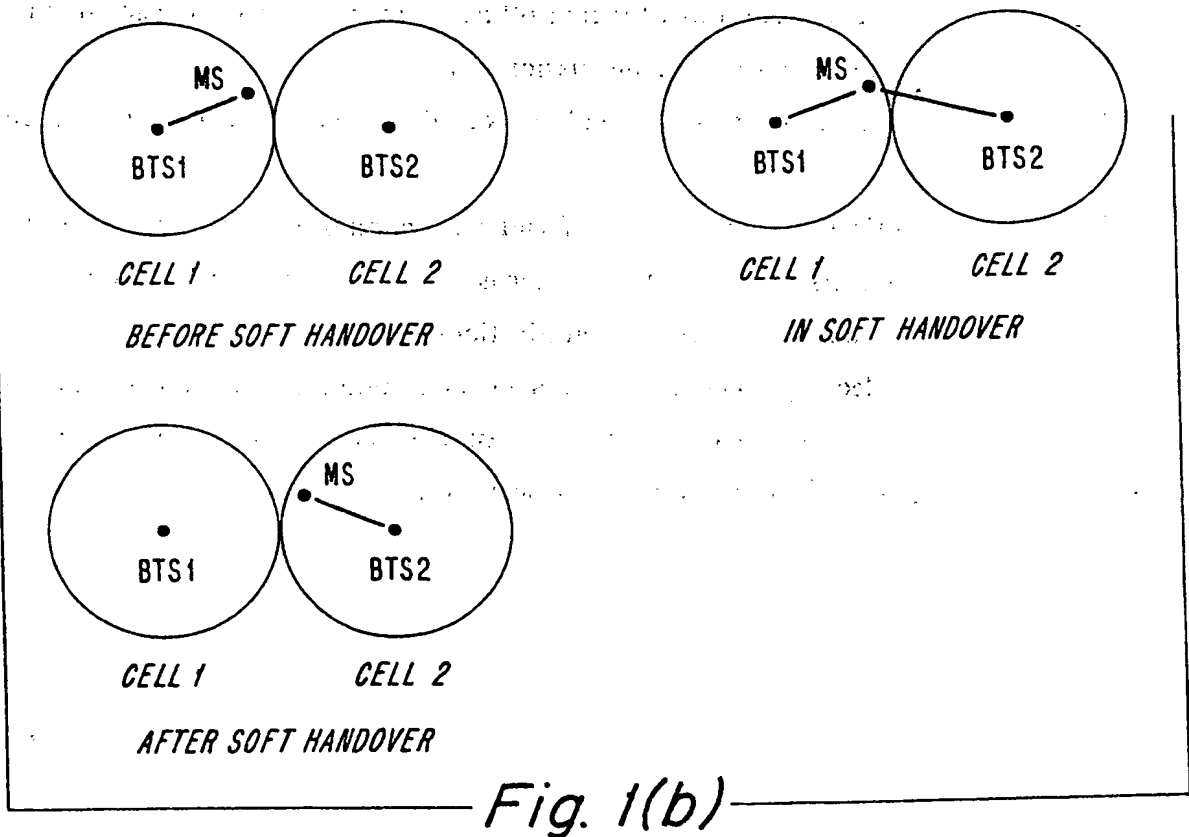 MS
BTS1
BTS2
CELL 1
CELL 2
BEFORE SOFT HANDOVER
MS
BTS1
BTS2
CELL 1
CELL 2
IN SOFT HANDOVER
MS
BTS1
BTS2
CELL 1
CELL 2
AFTER SOFT HANDOVER
Fig. 1(b)